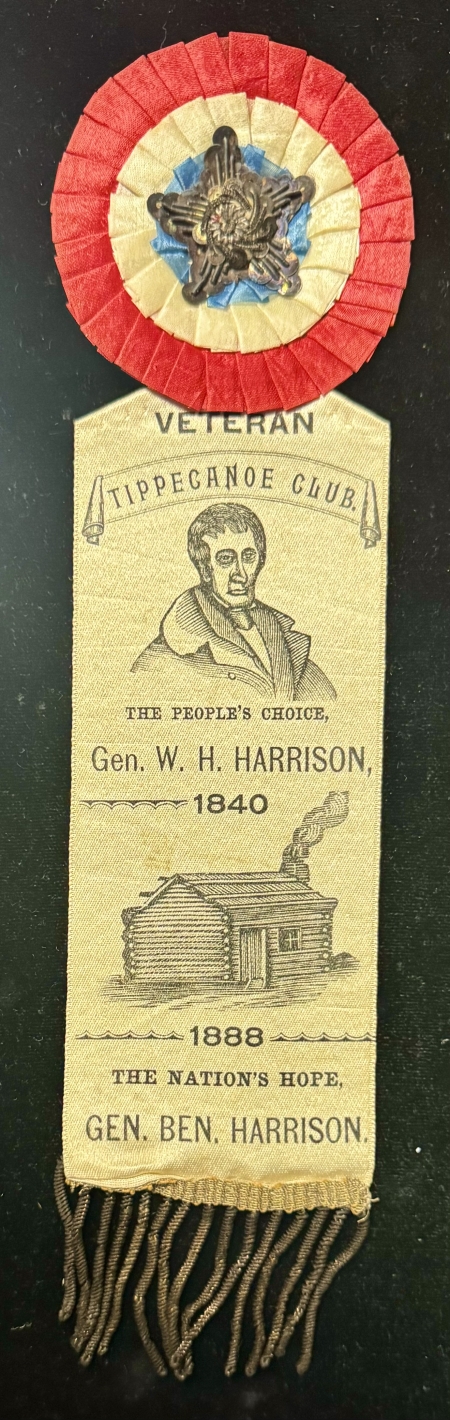 VETERAN
TIPPECANOE CLUB.
THE PEOPLE'S CHOICE,
Gen. W. H. HARRISON,
1840
1888
THE NATION'S HOPE,
GEN. BEN. HARRISON.